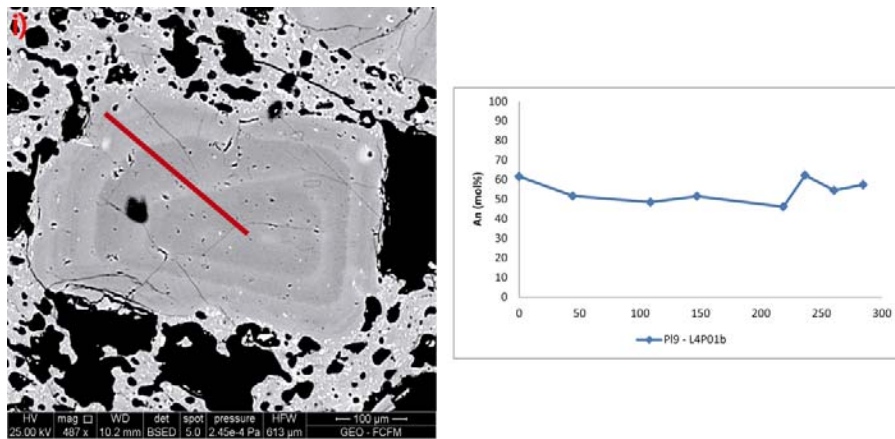 i)
HV
mag □
WD
det
spot
pressure
HFW
100 µm
25.00 kV
487 x
10.2 mm
BSED
5.0
2.45e-4 Pa
613 µm
GEO - FCFM
100
90
80
70
60
50
40
30
20
10
0
An (mol%)
0 50 100 150 200 250 300
Pl9 - L4P01b